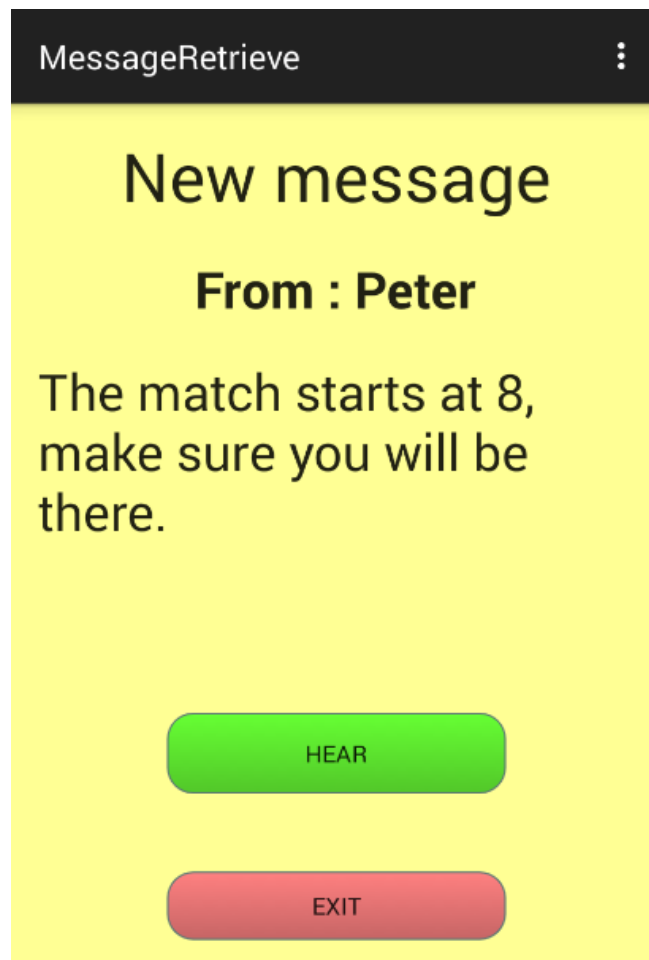 MessageRetrieve
New message
From : Peter
The match starts at 8,
make sure you will be
there.
HEAR
EXIT